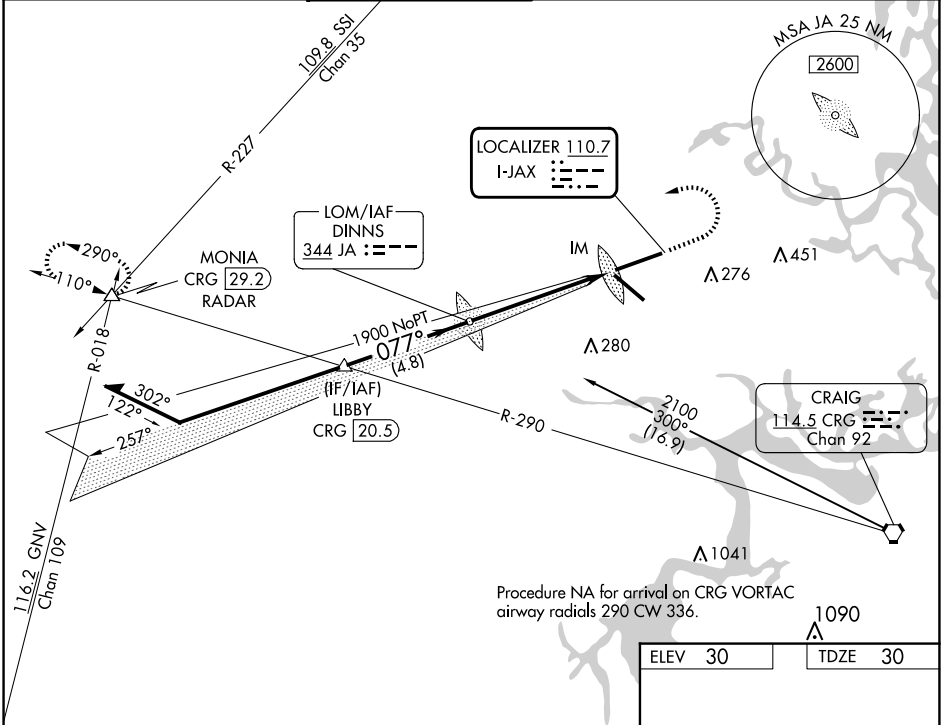 109.8 SSI
Chan 35
MSA JA 25 NM
2600
R-227
LOCALIZER 110.7
I-JAX
LOM/IAF
DINNS
344 JA
IM
290°
110°
MONIA
CRG 29.2
RADAR
451
276
R-018
1900 NoPT
077°
(4.8)
280
302°
122°
257°
(IF/IAF)
LIBBY
CRG 20.5
R-290
2100
300°
(16.9)
CRAIG
114.5 CRG
Chan 92
116.2 GNV
Chan 109
1041
Procedure NA for arrival on CRG VORTAC
airway radials 290 CW 336.
1090
ELEV 30
TDZE 30